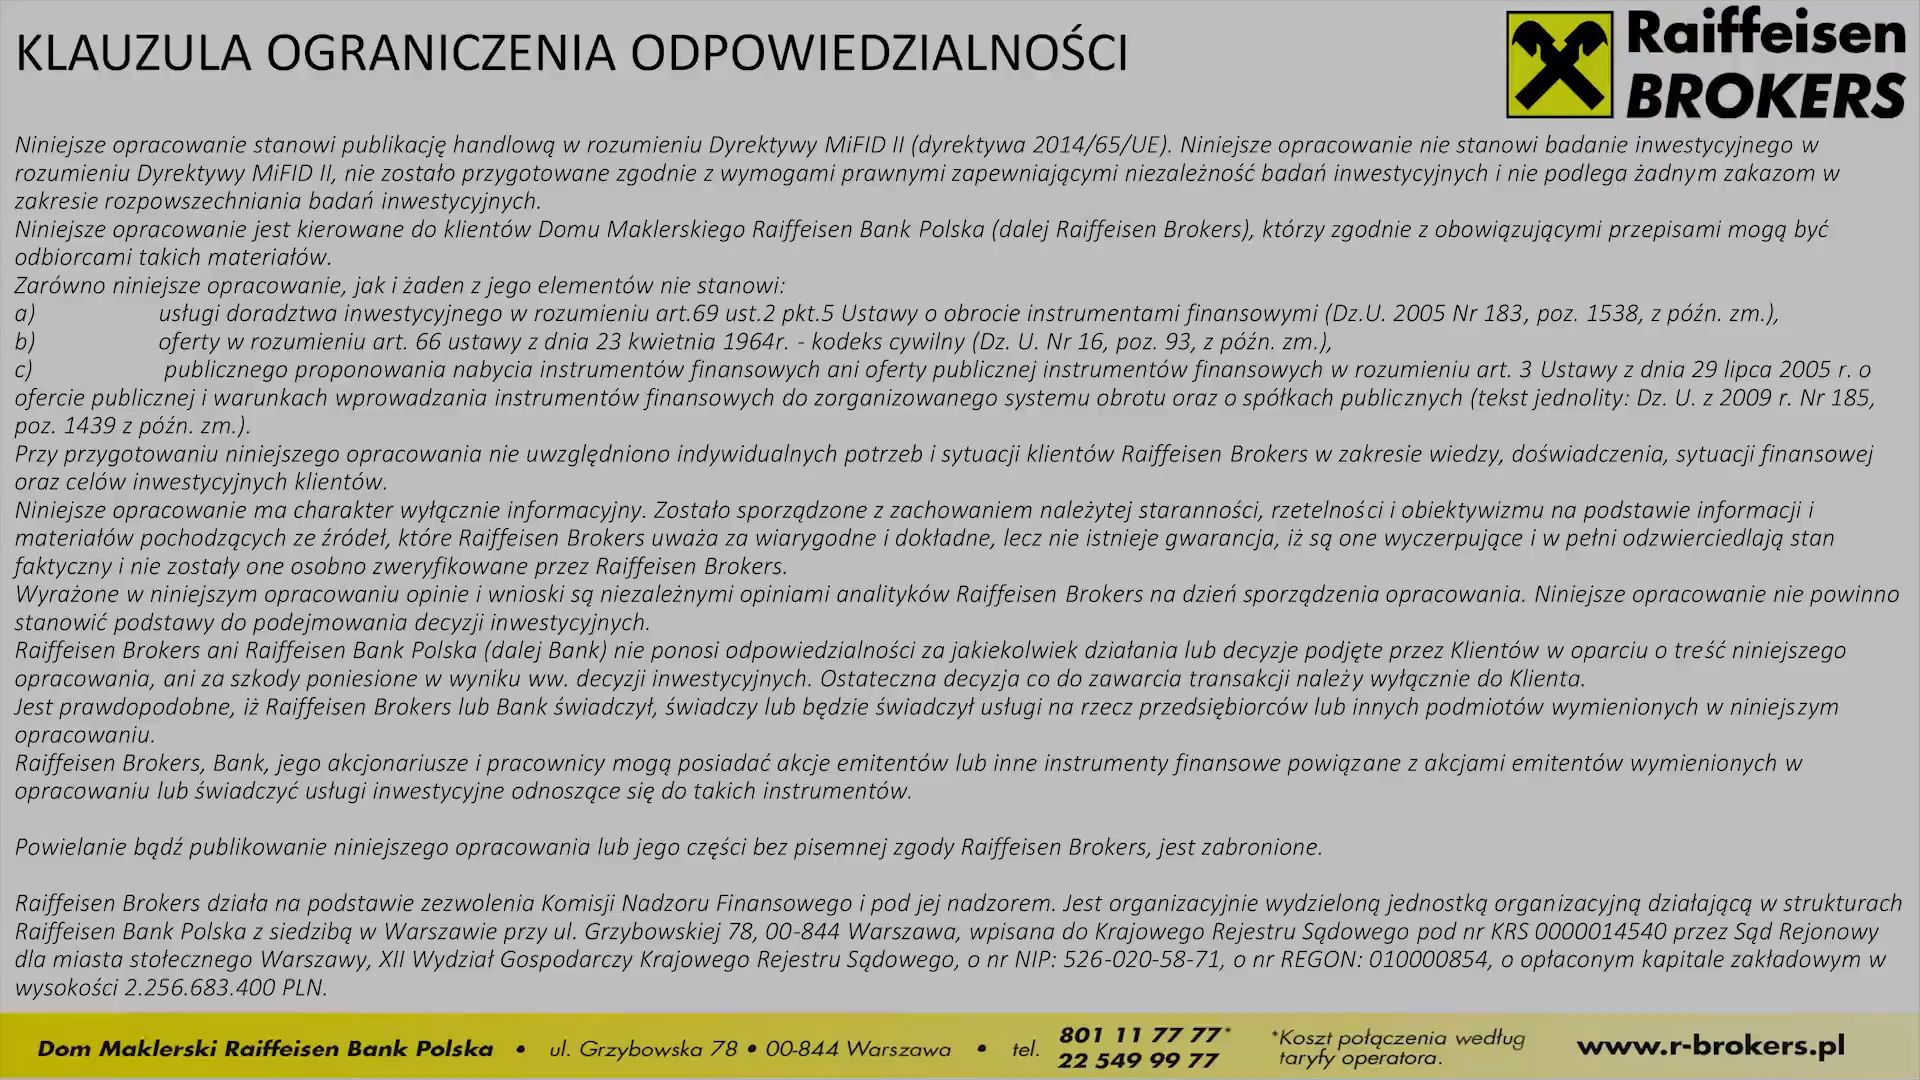 KLAUZULA OGRANICZENIA ODPOWIEDZIALNOŚCI
Raiffeisen
BROKERS
Niniejsze opracowanie stanowi publikację handlową w rozumieniu Dyrektywy MiFID II (dyrektywa 2014/65/UE). Niniejsze opracowanie nie stanowi badanie inwestycyjnego w
rozumieniu Dyrektywy MiFID II, nie zostało przygotowane zgodnie z wymogami prawnymi zapewniającymi niezależność badań inwestycyjnych i nie podlega żadnym zakazom w
zakresie rozpowszechniania badań inwestycyjnych.
Niniejsze opracowanie jest kierowane do klientów Domu Maklerskiego Raiffeisen Bank Polska (dalej Raiffeisen Brokers), którzy zgodnie z obowiązującymi przepisami mogą być
odbiorcami takich materiałów.
Zarówno niniejsze opracowanie, jak i żaden z jego elementów nie stanowi:
a) usługi doradztwa inwestycyjnego w rozumieniu art.69 ust.2 pkt.5 Ustawy o obrocie instrumentami finansowymi (Dz.U. 2005 Nr 183, poz. 1538, z późn. zm.),
b) oferty w rozumieniu art. 66 ustawy z dnia 23 kwietnia 1964r. - kodeks cywilny (Dz. U. Nr 16, poz. 93, z późn. zm.),
c) publicznego proponowania nabycia instrumentów finansowych ani oferty publicznej instrumentów finansowych w rozumieniu art. 3 Ustawy z dnia 29 lipca 2005 r. o
ofercie publicznej i warunkach wprowadzania instrumentów finansowych do zorganizowanego systemu obrotu oraz o spółkach publicznych (tekst jednolity: Dz. U. z 2009 r. Nr 185,
poz. 1439 z późn. zm.).
Przy przygotowaniu niniejszego opracowania nie uwzględniono indywidualnych potrzeb i sytuacji klientów Raiffeisen Brokers w zakresie wiedzy, doświadczenia, sytuacji finansowej
oraz celów inwestycyjnych klientów.
Niniejsze opracowanie ma charakter wyłącznie informacyjny. Zostało sporządzone z zachowaniem należytej staranności, rzetelności i obiektywizmu na podstawie informacji i
materiałów pochodzących ze źródeł, które Raiffeisen Brokers uważa za wiarygodne i dokładne, lecz nie istnieje gwarancja, iż są one wyczerpujące i w pełni odzwierciedlają stan
faktyczny i nie zostały one osobno zweryfikowane przez Raiffeisen Brokers.
Wyrażone w niniejszym opracowaniu opinie i wnioski są niezależnymi opiniami analityków Raiffeisen Brokers na dzień sporządzenia opracowania. Niniejsze opracowanie nie powinno
stanowić podstawy do podejmowania decyzji inwestycyjnych.
Raiffeisen Brokers ani Raiffeisen Bank Polska (dalej Bank) nie ponosi odpowiedzialności za jakiekolwiek działania lub decyzje podjęte przez Klientów w oparciu o treść niniejszego
opracowania, ani za szkody poniesione w wyniku ww. decyzji inwestycyjnych. Ostateczna decyzja co do zawarcia transakcji należy wyłącznie do Klienta.
Jest prawdopodobne, iż Raiffeisen Brokers lub Bank świadczył, świadczy lub będzie świadczył usługi na rzecz przedsiębiorców lub innych podmiotów wymienionych w niniejszym
opracowaniu.
Raiffeisen Brokers, Bank, jego akcjonariusze i pracownicy mogą posiadać akcje emitentów lub inne instrumenty finansowe powiązane z akcjami emitentów wymienionych w
opracowaniu lub świadczyć usługi inwestycyjne odnoszące się do takich instrumentów.
Powielanie bądź publikowanie niniejszego opracowania lub jego części bez pisemnej zgody Raiffeisen Brokers, jest zabronione.
Raiffeisen Brokers działa na podstawie zezwolenia Komisji Nadzoru Finansowego i pod jej nadzorem. Jest organizacyjnie wydzieloną jednostką organizacyjną działającą w strukturach
Raiffeisen Bank Polska z siedzibą w Warszawie przy ul. Grzybowskiej 78, 00-844 Warszawa, wpisana do Krajowego Rejestru Sądowego pod nr KRS 0000014540 przez Sąd Rejonowy
dla miasta stołecznego Warszawy, XII Wydział Gospodarczy Krajowego Rejestru Sądowego, o nr NIP: 526-020-58-71, o nr REGON: 010000854, o opłaconym kapitale zakładowym w
wysokości 2.256.683.400 PLN.
Dom Maklerski Raiffeisen Bank Polska • ul. Grzybowska 78 • 00-844 Warszawa • tel.
801 11 77 77*
22 549 99 77
*Koszt połączenia według
taryfy operatora.
www.r-brokers.pl